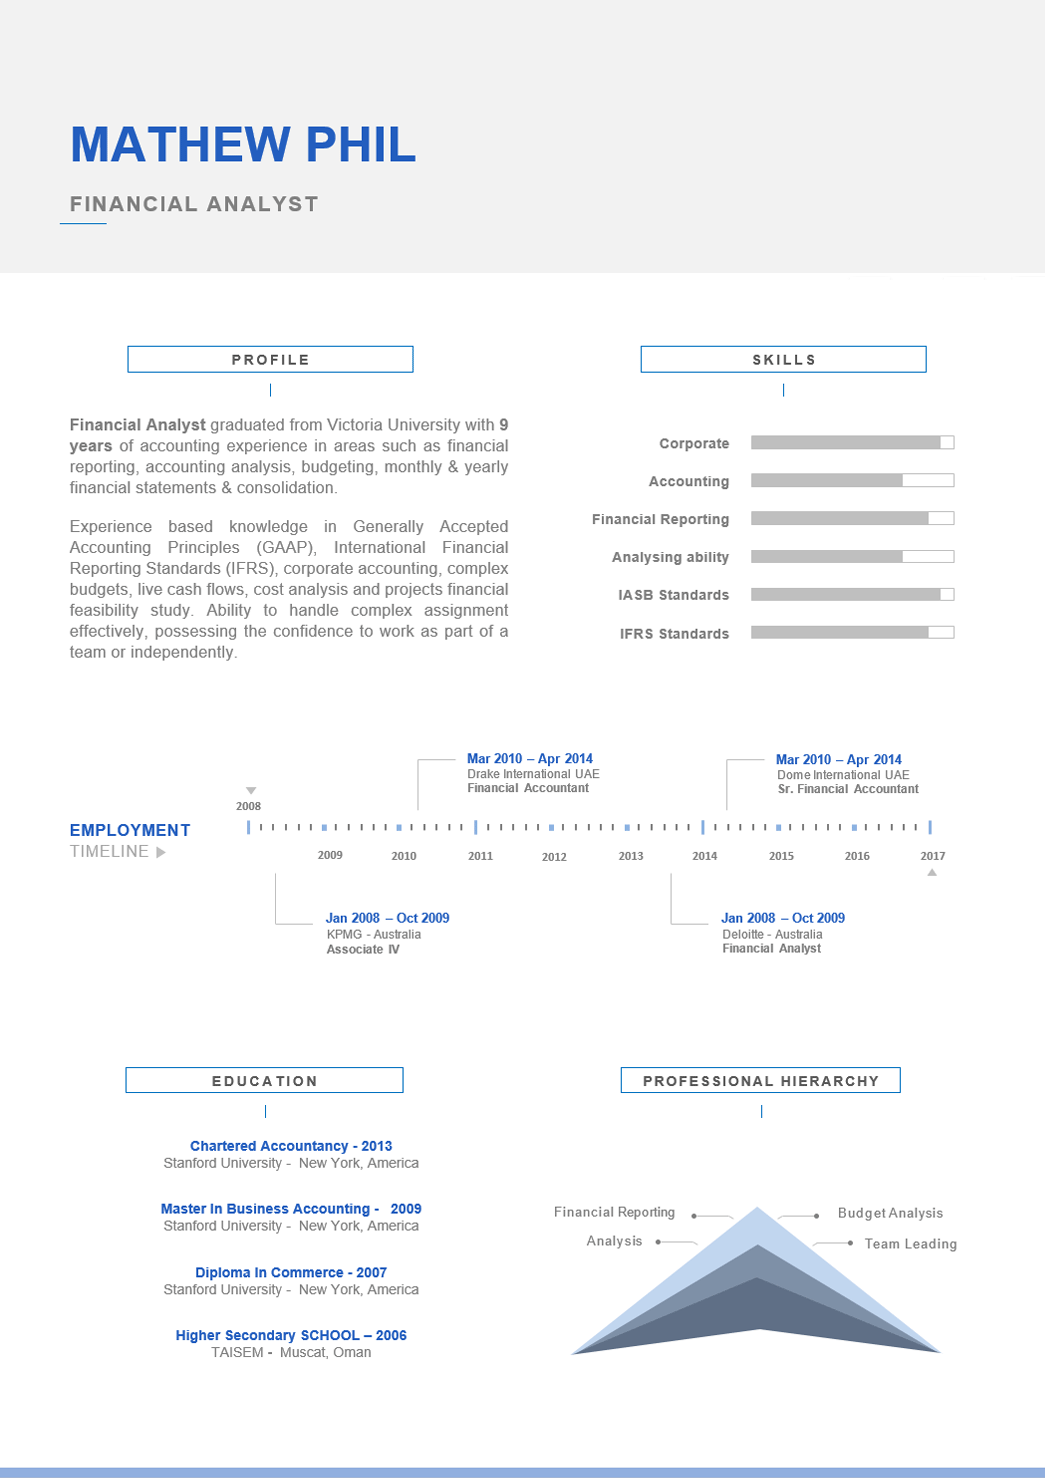 MATHEW PHIL
FINANCIAL ANALYST
PROFILE
Financial Analyst graduated from Victoria University with 9
years of accounting experience in areas such as financial
reporting, accounting analysis, budgeting, monthly & yearly
financial statements & consolidation.
Experience based knowledge in Generally Accepted
Accounting Principles (GAAP), International Financial
Reporting Standards (IFRS), corporate accounting, complex
budgets, live cash flows, cost analysis and projects financial
feasibility study. Ability to handle complex assignment
effectively, possessing the confidence to work as part of a
team or independently.
SKILLS
Corporate
Accounting
Financial Reporting
Analysing ability
IASB Standards
IFRS Standards
EMPLOYMENT
TIMELINE
Mar 2010 – Apr 2014
Drake International UAE
Financial Accountant
Mar 2010 – Apr 2014
Dome International UAE
Sr. Financial Accountant
2008
2009
2010
2011
2012
2013
2014
2015
2016
2017
Jan 2008 – Oct 2009
KPMG - Australia
Associate IV
Jan 2008 – Oct 2009
Deloitte - Australia
Financial Analyst
EDUCATION
Chartered Accountancy - 2013
Stanford University - New York, America
Master In Business Accounting - 2009
Stanford University - New York, America
Diploma In Commerce - 2007
Stanford University - New York, America
Higher Secondary SCHOOL – 2006
TAISEM - Muscat, Oman
PROFESSIONAL HIERARCHY
Financial Reporting
Budget Analysis
Analysis
Team Leading